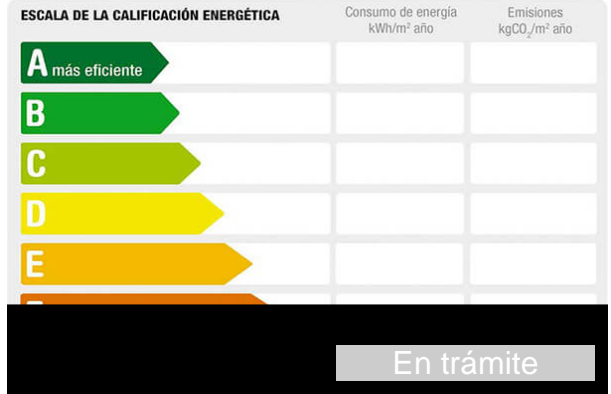 ESCALA DE LA CALIFICACIÓN ENERGÉTICA
Consumo de energía
kWh/m² año
Emisiones
kgCO₂/m² año
A más eficiente
B
C
D
E
En trámite